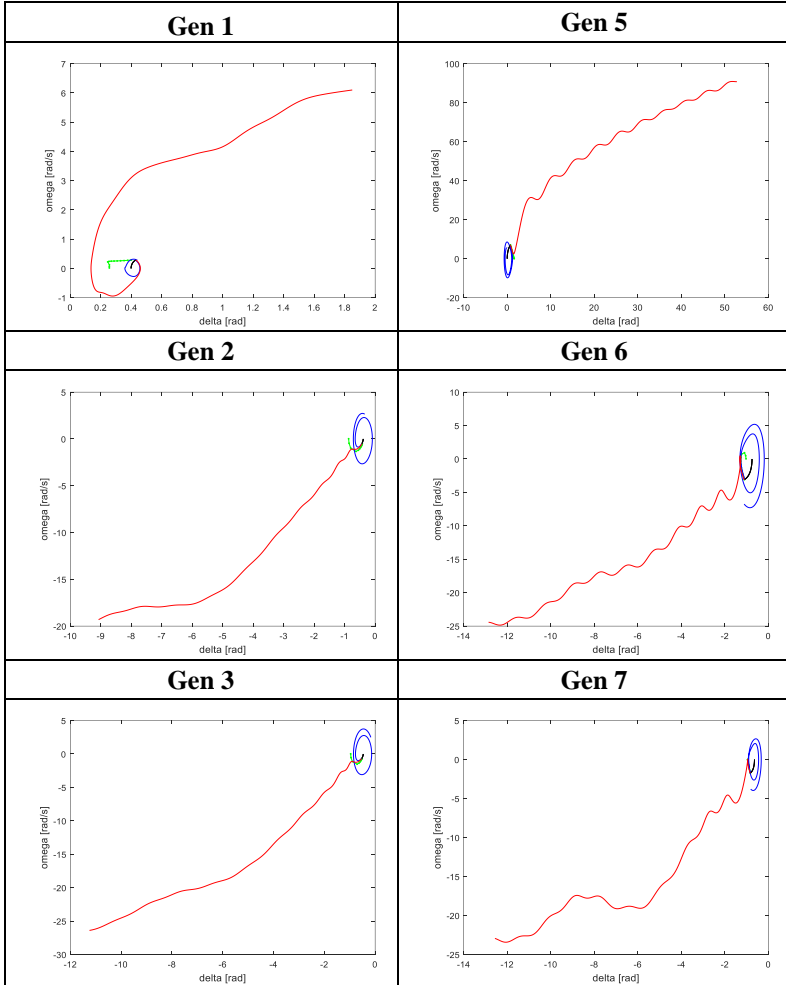 Gen 1
Gen 5
7
6
5
4
3
2
1
0
-1
omega [rad/s]
0 0.2 0.4 0.6 0.8 1 1.2 1.4 1.6 1.8 2
delta [rad]
100
80
60
40
20
0
-20
omega [rad/s]
-10 0 10 20 30 40 50 60
delta [rad]
Gen 2
Gen 6
5
0
-5
-10
-15
-20
omega [rad/s]
-10 -9 -8 -7 -6 -5 -4 -3 -2 -1 0
delta [rad]
10
5
0
-5
-10
-15
-20
-25
omega [rad/s]
-14 -12 -10 -8 -6 -4 -2 0
delta [rad]
Gen 3
Gen 7
5
0
-5
-10
-15
-20
-25
-30
omega [rad/s]
-12 -10 -8 -6 -4 -2 0
delta [rad]
5
0
-5
-10
-15
-20
-25
omega [rad/s]
-14 -12 -10 -8 -6 -4 -2 0
delta [rad]